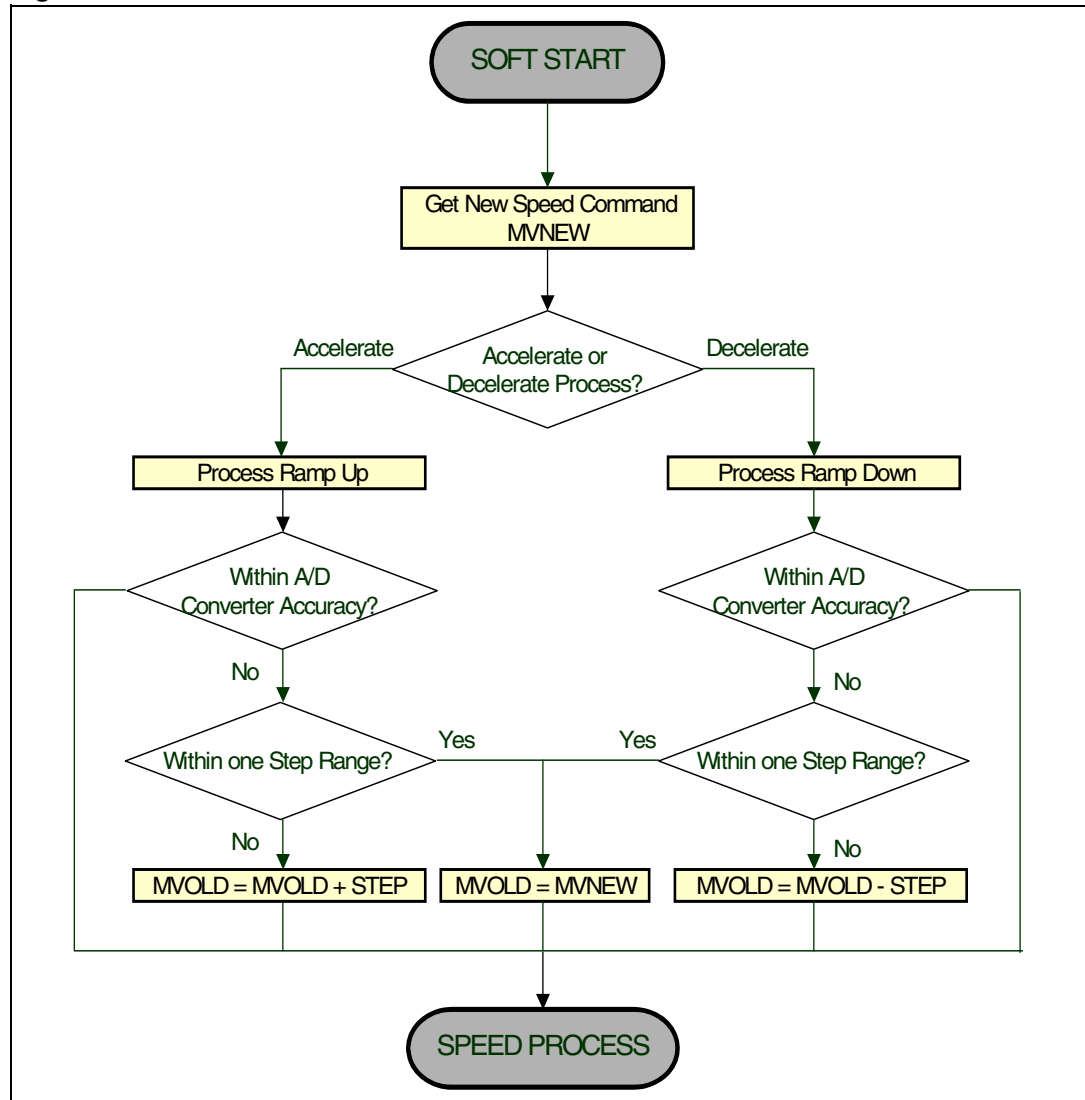 SOFT START
Get New Speed Command
MVNEW
Accelerate
Accelerate or
Decelerate Process?
Decelerate
Process Ramp Up
Process Ramp Down
Within A/D
Converter Accuracy?
Within A/D
Converter Accuracy?
No
No
Within one Step Range?
Yes
Yes
Within one Step Range?
No
No
MVOLD = MVOLD + STEP
MVOLD = MVNEW
MVOLD = MVOLD - STEP
SPEED PROCESS